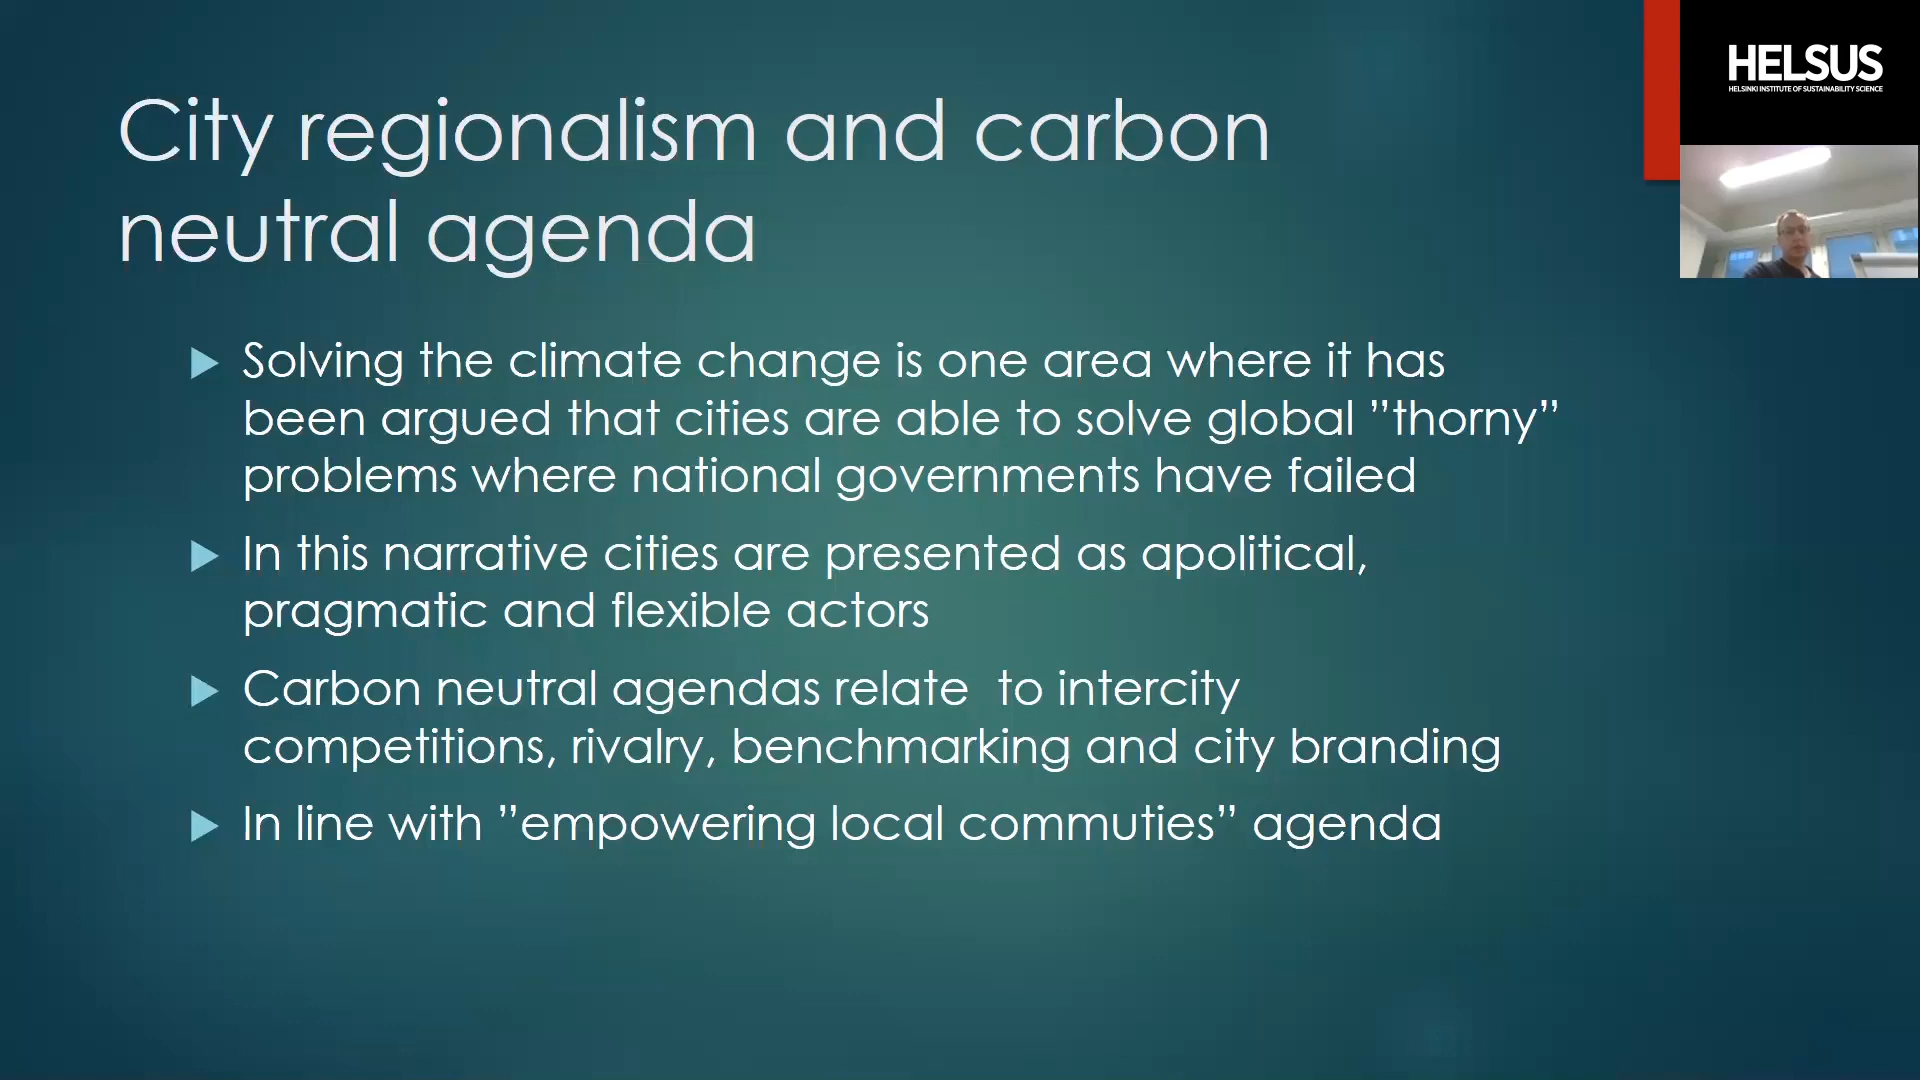 City regionalism and carbon
neutral agenda
Solving the climate change is one area where it has
been argued that cities are able to solve global ”thorny”
problems where national governments have failed
In this narrative cities are presented as apolitical,
pragmatic and flexible actors
Carbon neutral agendas relate  to intercity
competitions, rivalry, benchmarking and city branding
In line with ”empowering local commuties” agenda
HELSUS
HELSINKI INSTITUTE OF SUSTAINABILITY SCIENCE